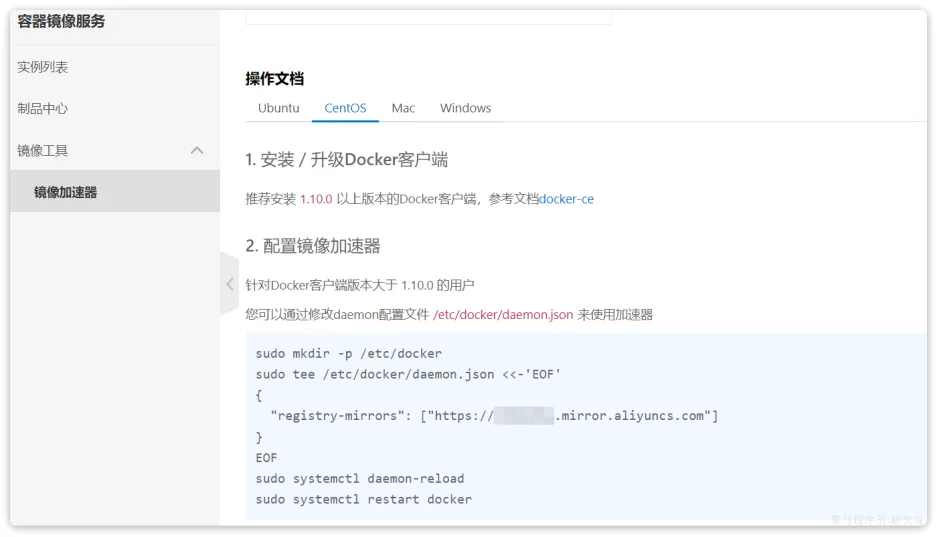 容器镜像服务
实例列表
制品中心
镜像工具
镜像加速器
操作文档
Ubuntu CentOS Mac Windows
1. 安装 / 升级Docker客户端
推荐安装 1.10.0 以上版本的Docker客户端，参考文档docker-ce
2. 配置镜像加速器
针对Docker客户端版本大于 1.10.0 的用户
您可以通过修改daemon配置文件 /etc/docker/daemon.json 来使用加速器
sudo mkdir -p /etc/docker
sudo tee /etc/docker/daemon.json <<-'EOF'
{
"registry-mirrors": ["https:// .mirror.aliyuncs.com"]
}
EOF
sudo systemctl daemon-reload
sudo systemctl restart docker
黑马程序员-研究院